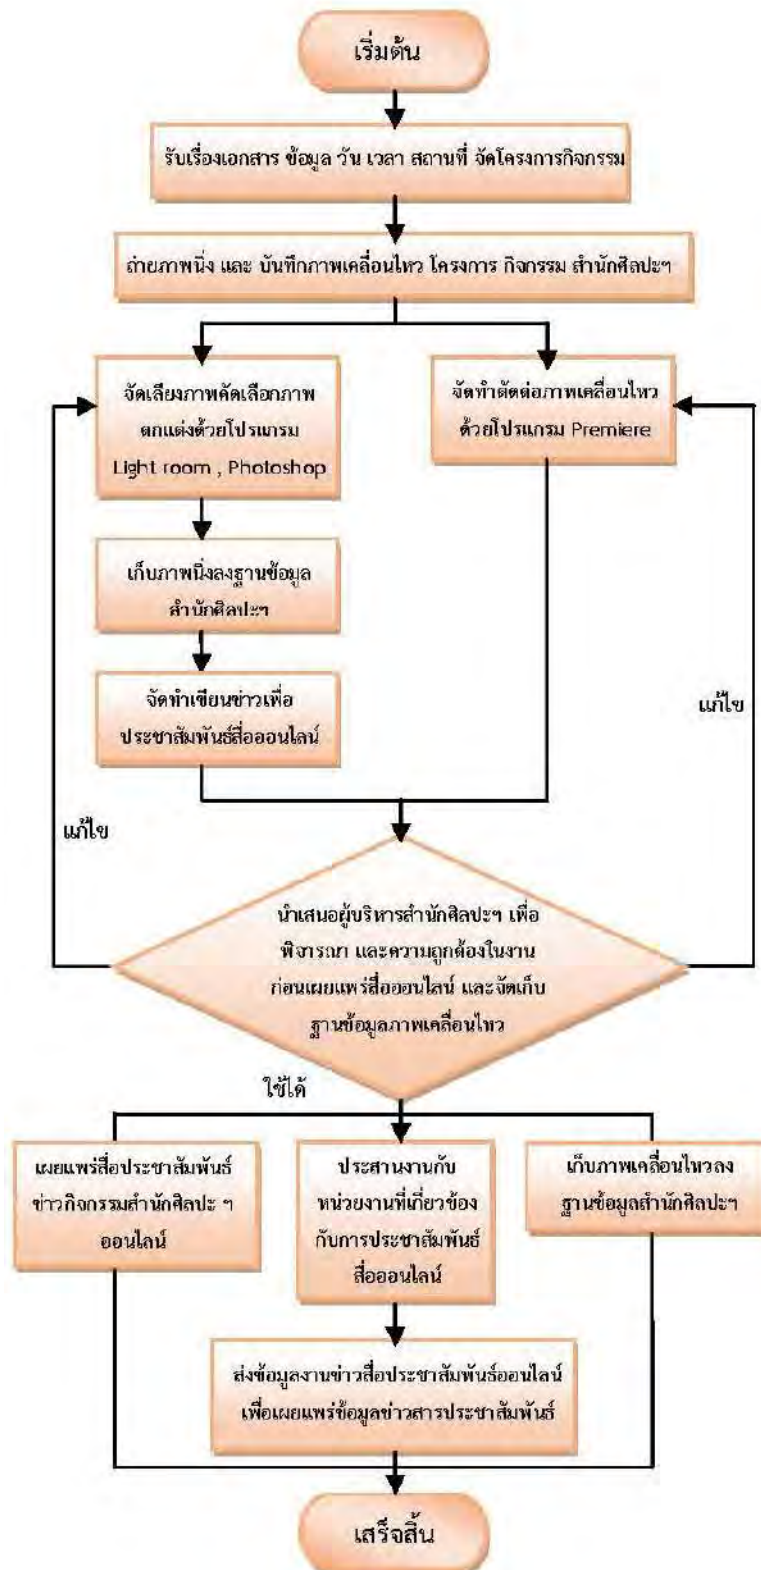 เริ่มต้น
รับเรื่องเอกสาร ข้อมูล วัน เวลา สถานที่ จัดโครงการกิจกรรม
ถ่ายภาพนิ่ง และ บันทึกภาพเคลื่อนไหว โครงการ กิจกรรม สำนักศิลปะฯ
จัดเลียงภาพคัดเลือกภาพ
ตกแต่งด้วยโปรแกรม
Light room , Photoshop
จัดทำตัดต่อภาพเคลื่อนไหว
ด้วยโปรแกรม Premiere
เก็บภาพนิ่งลงฐานข้อมูล
สำนักศิลปะฯ
จัดทำเขียนข่าวเพื่อ
ประชาสัมพันธ์สื่อออนไลน์
แก้ไข
แก้ไข
นำเสนอผู้บริหารสำนักศิลปะฯ เพื่อ
พิจารณา และความถูกต้องในงาน
ก่อนเผยแพร่สื่อออนไลน์ และจัดเก็บ
ฐานข้อมูลภาพเคลื่อนไหว
ใช้ได้
เผยแพร่สื่อประชาสัมพันธ์
ข่าวกิจกรรมสำนักศิลปะ ฯ
ออนไลน์
ประสานงานกับ
หน่วยงานที่เกี่ยวข้อง
กับการประชาสัมพันธ์
สื่อออนไลน์
เก็บภาพเคลื่อนไหวลง
ฐานข้อมูลสำนักศิลปะฯ
ส่งข้อมูลงานข่าวสื่อประชาสัมพันธ์ออนไลน์
เพื่อเผยแพร่ข้อมูลข่าวสารประชาสัมพันธ์
เสร็จสิ้น